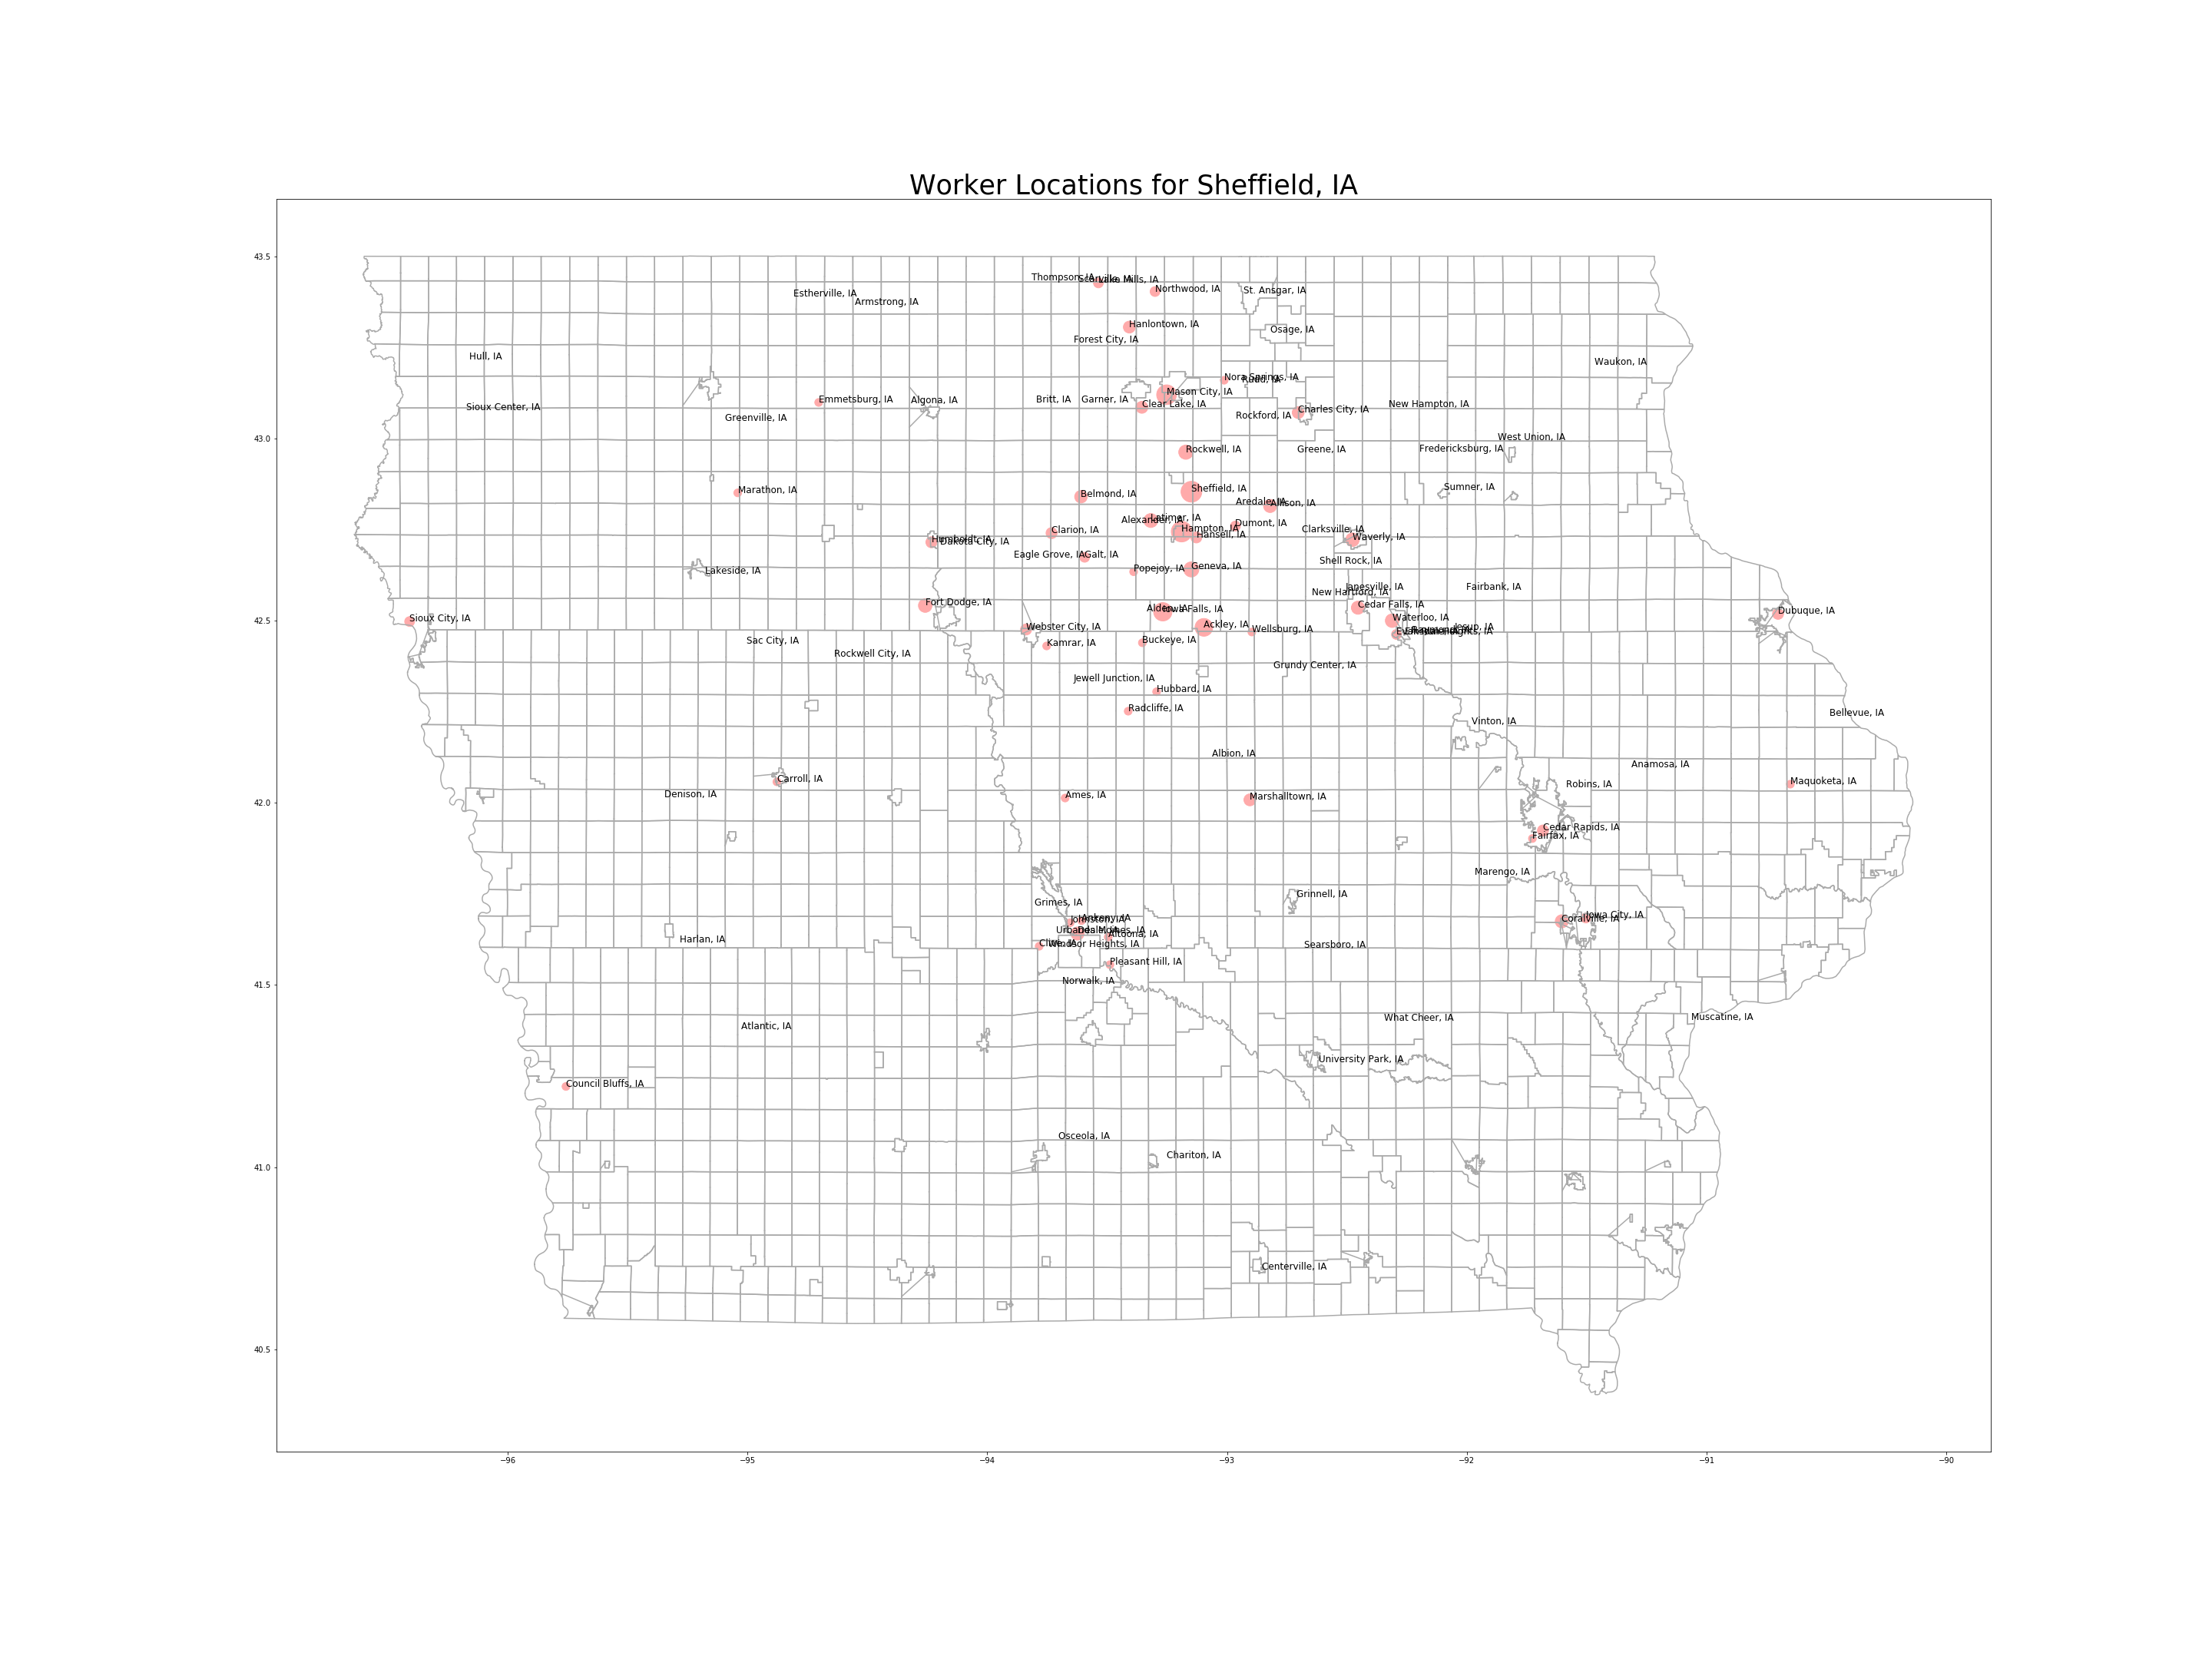 Worker Locations for Sheffield, IA
43.5
Thompson, IA
Lake Mills, IA
Northwood, IA
St. Ansgar, IA
Estherville, IA
Armstrong, IA
Hanlontown, IA
Osage, IA
Forest City, IA
Hull, IA
Waukon, IA
Nora Springs, IA
Rudd, IA
Mason City, IA
Emmetsburg, IA
Algona, IA
Britt, IA
Garner, IA
Clear Lake, IA
New Hampton, IA
Sioux Center, IA
Charles City, IA
Greenville, IA
Rockford, IA
43.0
West Union, IA
Rockwell, IA
Greene, IA
Fredericksburg, IA
Marathon, IA
Sheffield, IA
Sumner, IA
Belmond, IA
Aredale, IA
Allison, IA
Alexander, IA
Latimer, IA
Dumont, IA
Clarion, IA
Hampton, IA
Clarksville, IA
Hansell, IA
Waverly, IA
Humboldt, IA
Dakota City, IA
Eagle Grove, IA
Galt, IA
Shell Rock, IA
Lakeside, IA
Popejoy, IA
Geneva, IA
Janesville, IA
Fairbank, IA
New Hartford, IA
Fort Dodge, IA
Alden, IA
Iowa Falls, IA
Cedar Falls, IA
Dubuque, IA
42.5
Sioux City, IA
Waterloo, IA
Webster City, IA
Ackley, IA
Wellsburg, IA
Jesup, IA
Sac City, IA
Kamrar, IA
Buckeye, IA
Rockwell City, IA
Grundy Center, IA
Jewell Junction, IA
Hubbard, IA
Radcliffe, IA
Bellevue, IA
Vinton, IA
Albion, IA
Anamosa, IA
Carroll, IA
Robins, IA
Maquoketa, IA
Denison, IA
Ames, IA
Marshalltown, IA
42.0
Cedar Rapids, IA
Fairfax, IA
Marengo, IA
Grinnell, IA
Grimes, IA
Johnston, IA
Ankeny, IA
Iowa City, IA
Coralville, IA
Des Moines, IA
Altoona, IA
Harlan, IA
Clive, IA
Windsor Heights, IA
Searsboro, IA
Pleasant Hill, IA
41.5
Norwalk, IA
Atlantic, IA
What Cheer, IA
Muscatine, IA
University Park, IA
Council Bluffs, IA
Osceola, IA
41.0
Chariton, IA
Centerville, IA
40.5
−96
−95
−94
−93
−92
−91
−90